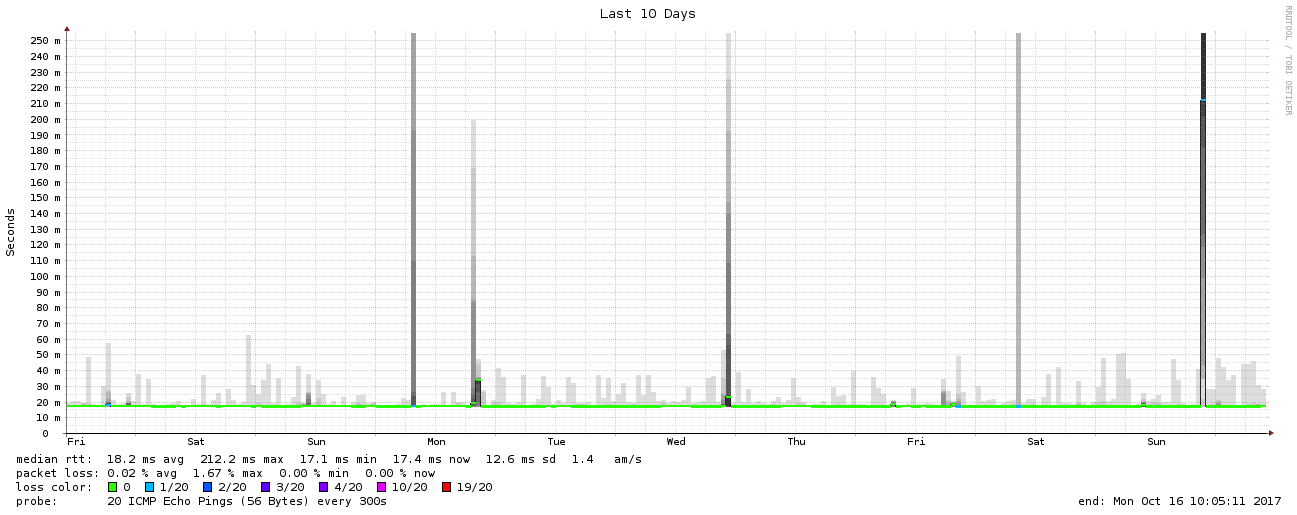 Last 10 Days
RRDTOOL / TOBI OETIKER
Seconds
250 m
240 m
230 m
220 m
210 m
200 m
190 m
180 m
170 m
160 m
150 m
140 m
130 m
120 m
110 m
100 m
90 m
80 m
70 m
60 m
50 m
40 m
30 m
20 m
10 m
0
Fri Sat Sun Mon Tue Wed Thu Fri Sat Sun
median rtt: 18.2 ms avg 212.2 ms max 17.1 ms min 17.4 ms now 12.6 ms sd 1.4 am/s
packet loss: 0.02 % avg 1.67 % max 0.00 % min 0.00 % now
loss color: 0 1/20 2/20 3/20 4/20 10/20 19/20
probe: 20 ICMP Echo Pings (56 Bytes) every 300s
end: Mon Oct 16 10:05:11 2017